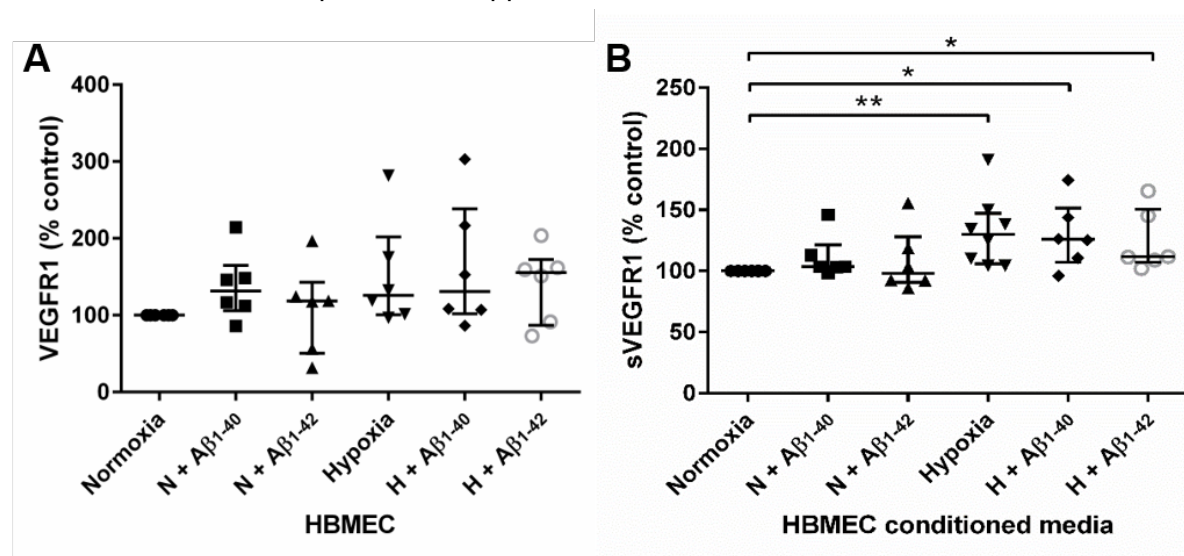 A
VEGFR1 (% control)
400
300
200
100
0
Normoxia
N + Aβ1-40
N + Aβ1-42
Hypoxia
H + Aβ1-40
H + Aβ1-42
HBMEC
B
sVEGFR1 (% control)
250
200
150
100
50
0
*
*
**
Normoxia
N + Aβ1-40
N + Aβ1-42
Hypoxia
H + Aβ1-40
H + Aβ1-42
HBMEC conditioned media